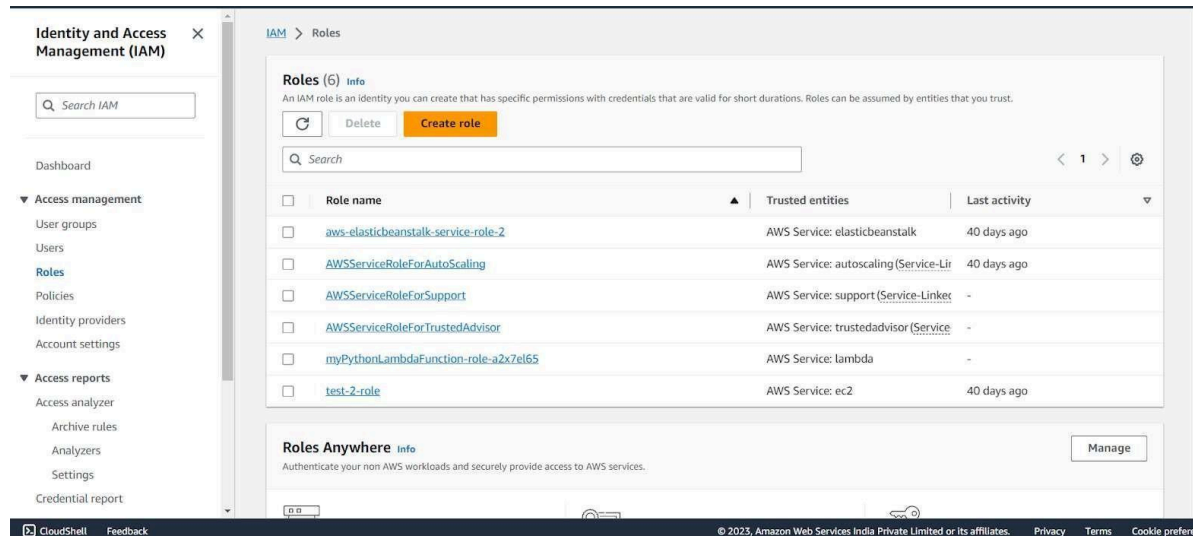 Identity and Access
Management (IAM)
Search IAM
Dashboard
Access management
User groups
Users
Roles
Policies
Identity providers
Account settings
Access reports
Access analyzer
Archive rules
Analyzers
Settings
Credential report
IAM > Roles
Roles (6) Info
An IAM role is an identity you can create that has specific permissions with credentials that are valid for short durations. Roles can be assumed by entities that you trust.
Delete Create role
Search
1
Role name Trusted entities Last activity
aws-elasticbeanstalk-service-role-2 AWS Service: elasticbeanstalk 40 days ago
AWSServiceRoleForAutoScaling AWS Service: autoscaling (Service-Lir 40 days ago
AWSServiceRoleForSupport AWS Service: support (Service-Linkec -
AWSServiceRoleForTrustedAdvisor AWS Service: trustedadvisor (Service -
myPythonLambdaFunction-role-a2x7el65 AWS Service: lambda -
test-2-role AWS Service: ec2 40 days ago
Roles Anywhere Info
Manage
Authenticate your non AWS workloads and securely provide access to AWS services.
CloudShell Feedback © 2023, Amazon Web Services India Private Limited or its affiliates. Privacy Terms Cookie prefere